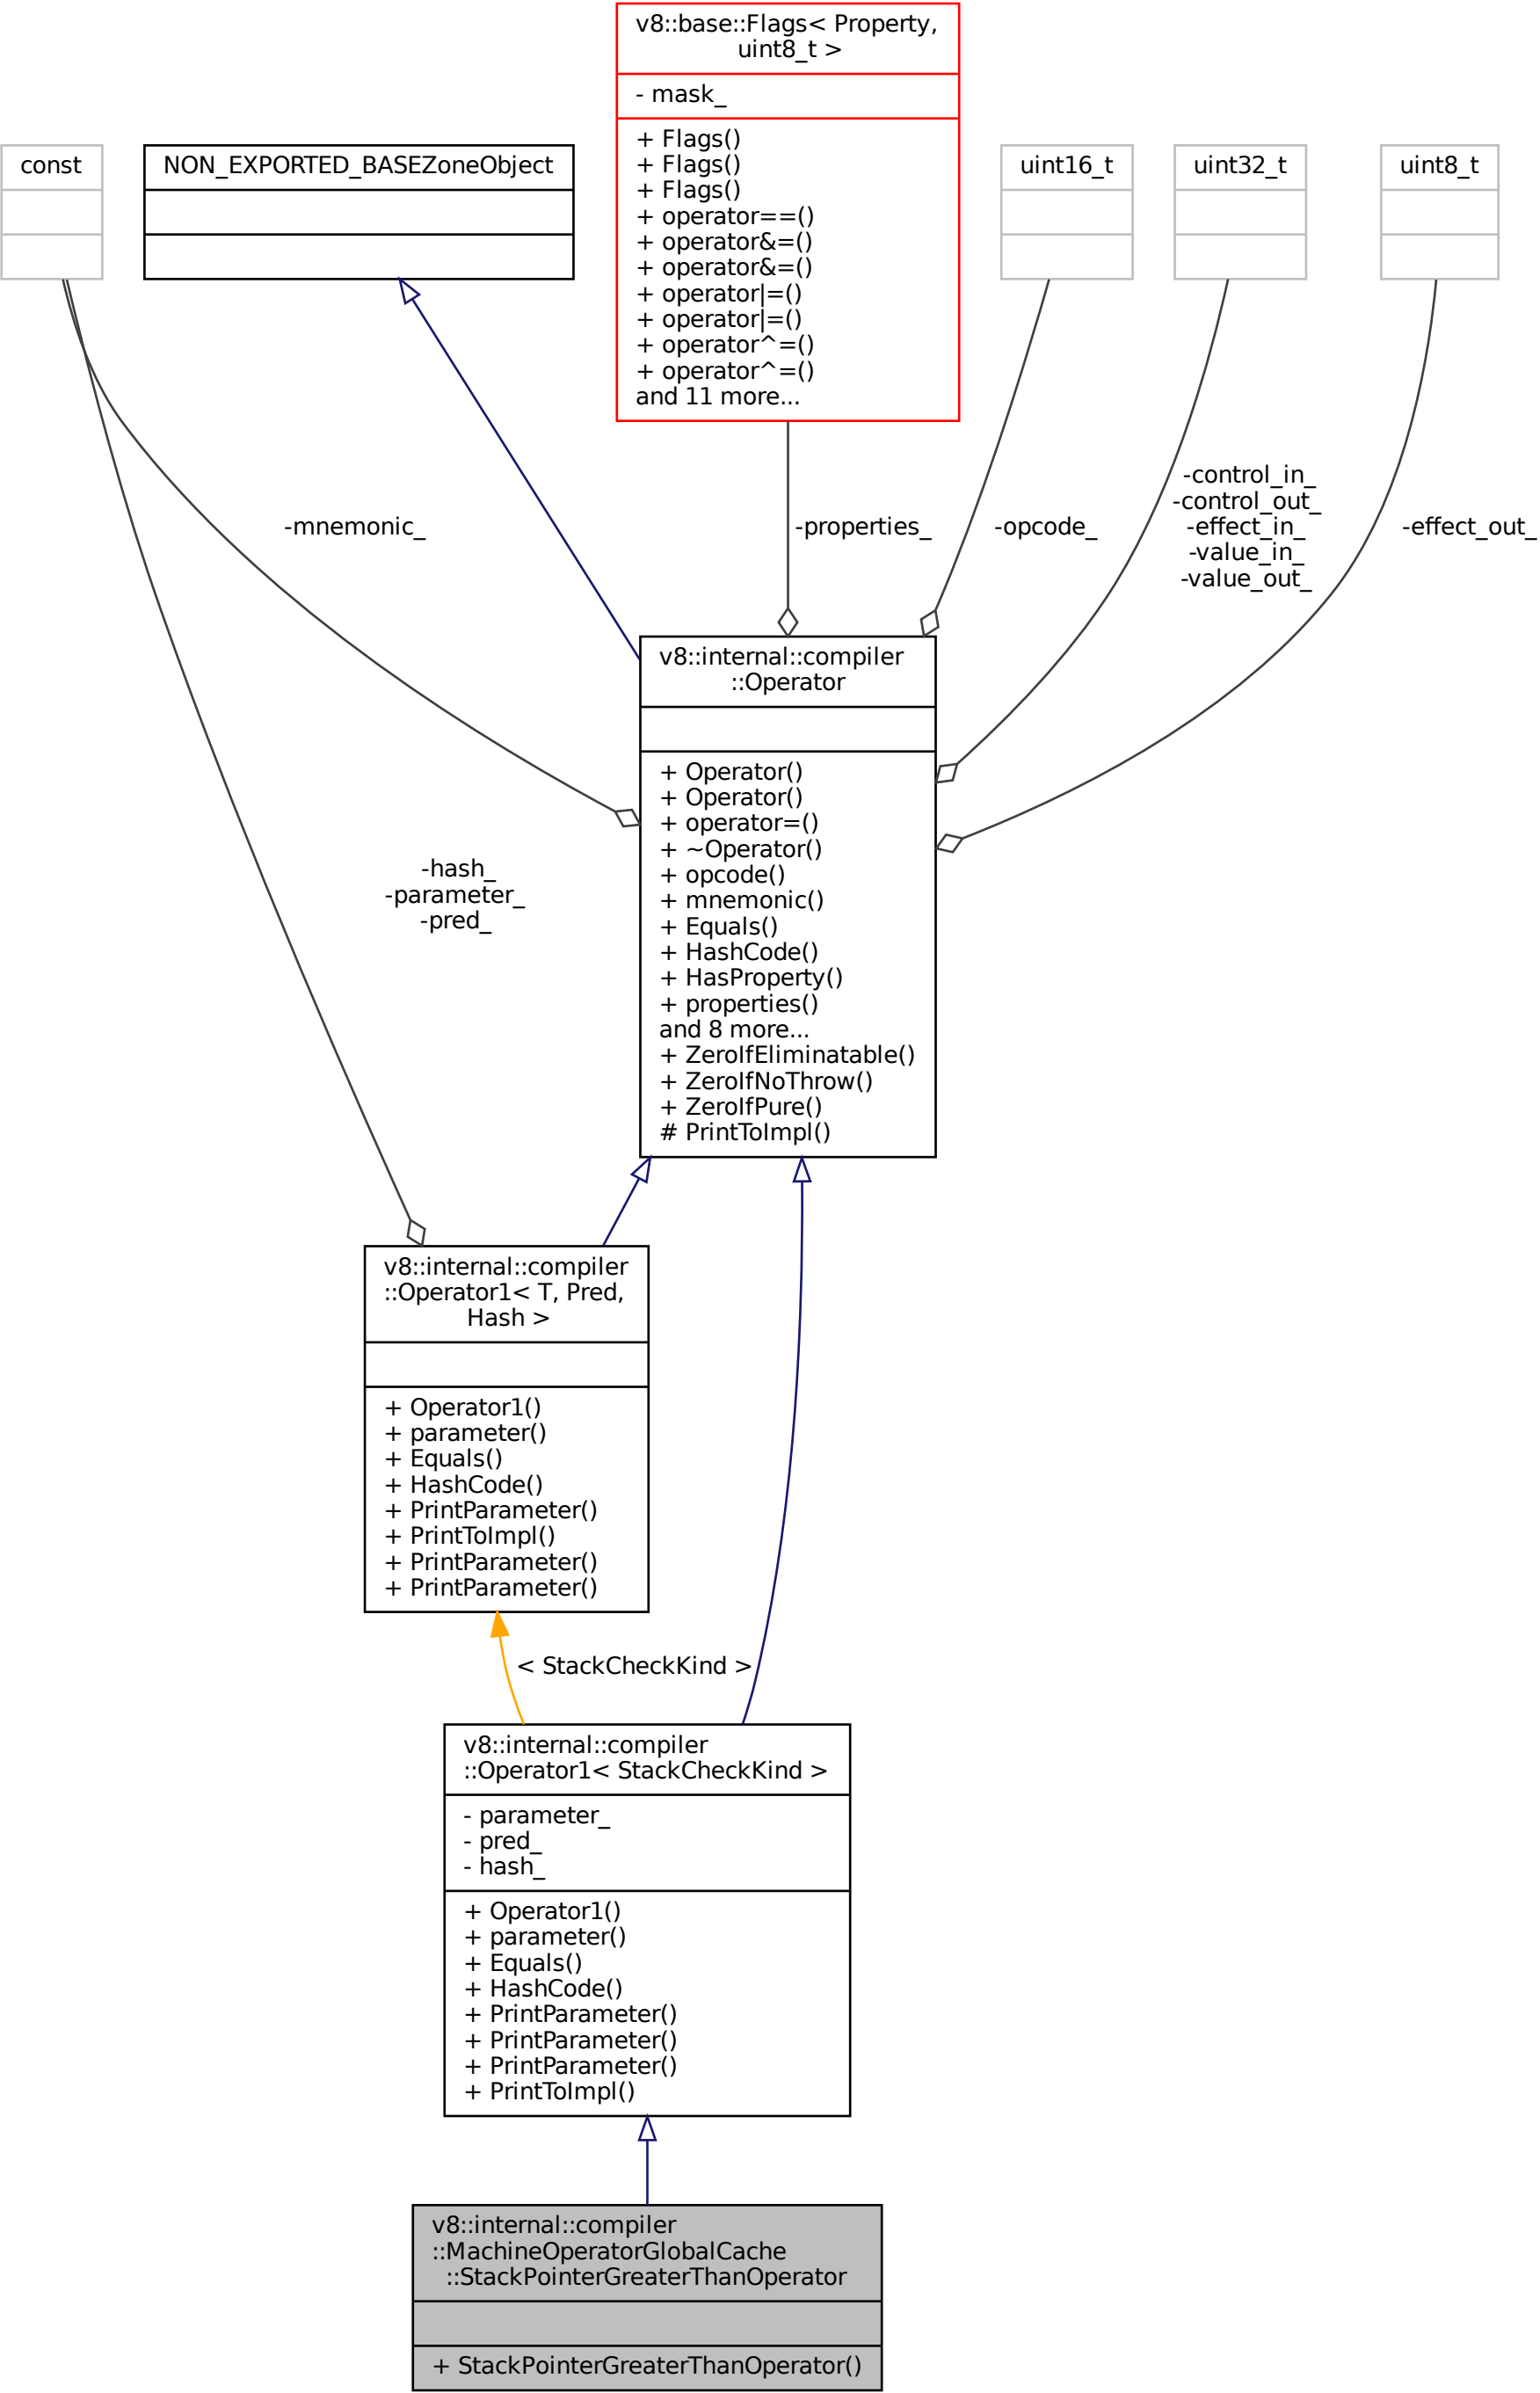 v8::base::Flags< Property,
uint8_t >
- mask_
+ Flags()
+ Flags()
+ Flags()
+ operator==()
+ operator&=()
+ operator&=()
+ operator|=()
+ operator|=()
+ operator^=()
+ operator^=()
and 11 more...
const
NON_EXPORTED_BASEZoneObject
uint16_t
uint32_t
uint8_t
-mnemonic_
-properties_
-opcode_
-control_in_
-control_out_
-effect_in_
-value_in_
-value_out_
-effect_out_
v8::internal::compiler
::Operator
+ Operator()
+ Operator()
+ operator=()
+ ~Operator()
+ opcode()
+ mnemonic()
+ Equals()
+ HashCode()
+ HasProperty()
+ properties()
and 8 more...
+ ZeroIfEliminatable()
+ ZeroIfNoThrow()
+ ZeroIfPure()
# PrintToImpl()
-hash_
-parameter_
-pred_
v8::internal::compiler
::Operator1< T, Pred,
Hash >
+ Operator1()
+ parameter()
+ Equals()
+ HashCode()
+ PrintParameter()
+ PrintToImpl()
+ PrintParameter()
+ PrintParameter()
< StackCheckKind >
v8::internal::compiler
::Operator1< StackCheckKind >
- parameter_
- pred_
- hash_
+ Operator1()
+ parameter()
+ Equals()
+ HashCode()
+ PrintParameter()
+ PrintParameter()
+ PrintParameter()
+ PrintToImpl()
v8::internal::compiler
::MachineOperatorGlobalCache
::StackPointerGreaterThanOperator
+ StackPointerGreaterThanOperator()